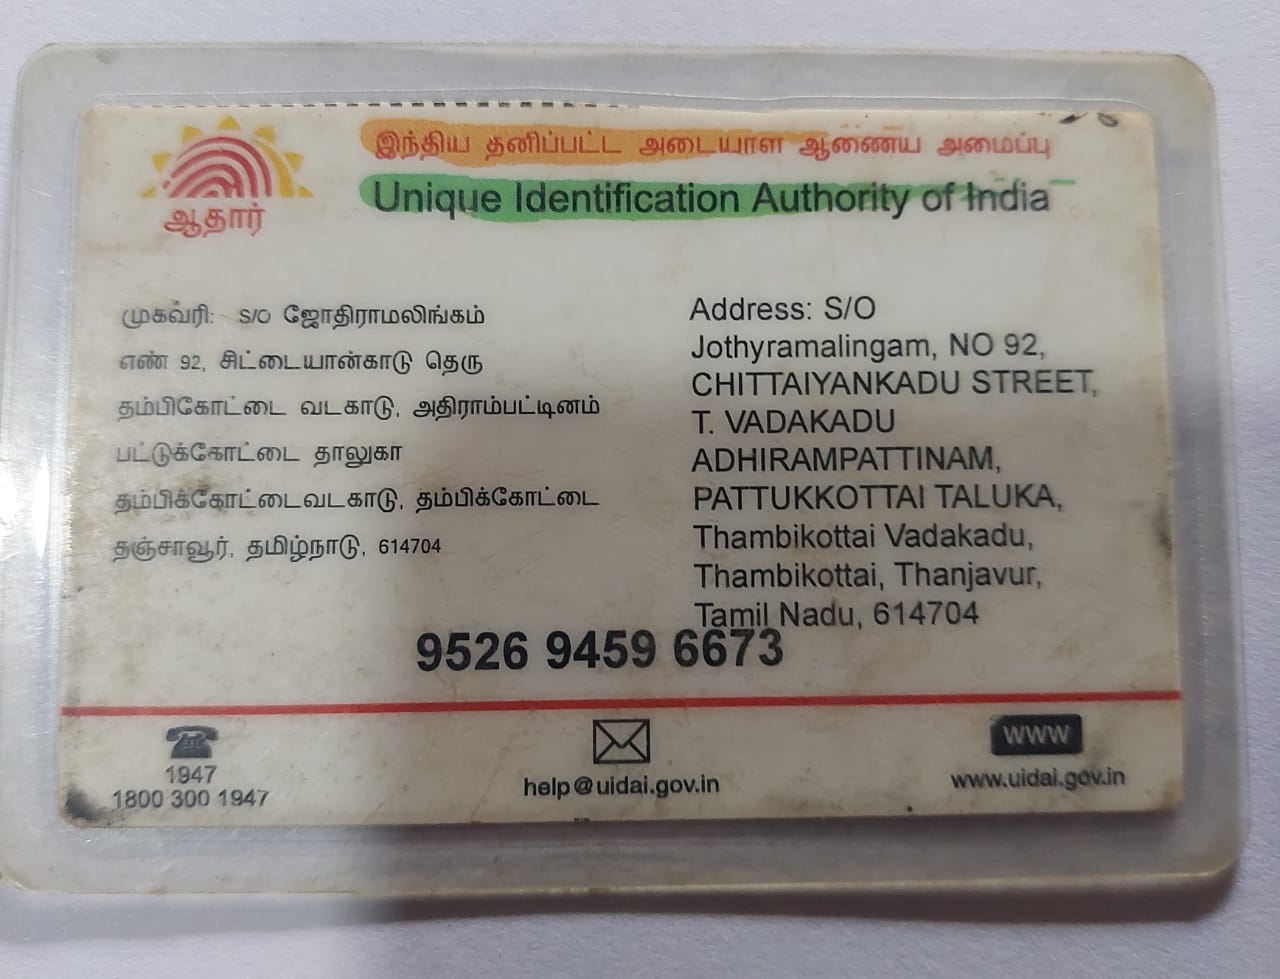 ஆதார்
இந்திய தனிப்பட்ட அடையாள ஆணைய அமைப்பு
Unique Identification Authority of India
முகவரி: S/O ஜோதிராமலிங்கம்
எண் 92, சிட்டையான்காடு தெரு
தம்பிகோட்டை வடகாடு, அதிராம்பட்டினம்
பட்டுக்கோட்டை தாலுகா
தம்பிக்கோட்டைவடகாடு, தம்பிக்கோட்டை
தஞ்சாவூர், தமிழ்நாடு, 614704
Address: S/O
Jothyramalingam, NO 92,
CHITTAIYANKADU STREET,
T. VADAKADU
ADHIRAMPATTINAM,
PATTUKKOTTAI TALUKA,
Thambikottai Vadakadu,
Thambikottai, Thanjavur,
Tamil Nadu, 614704
9526 9459 6673
1947
1800 300 1947
help@uidai.gov.in
www
www.uidai.gov.in